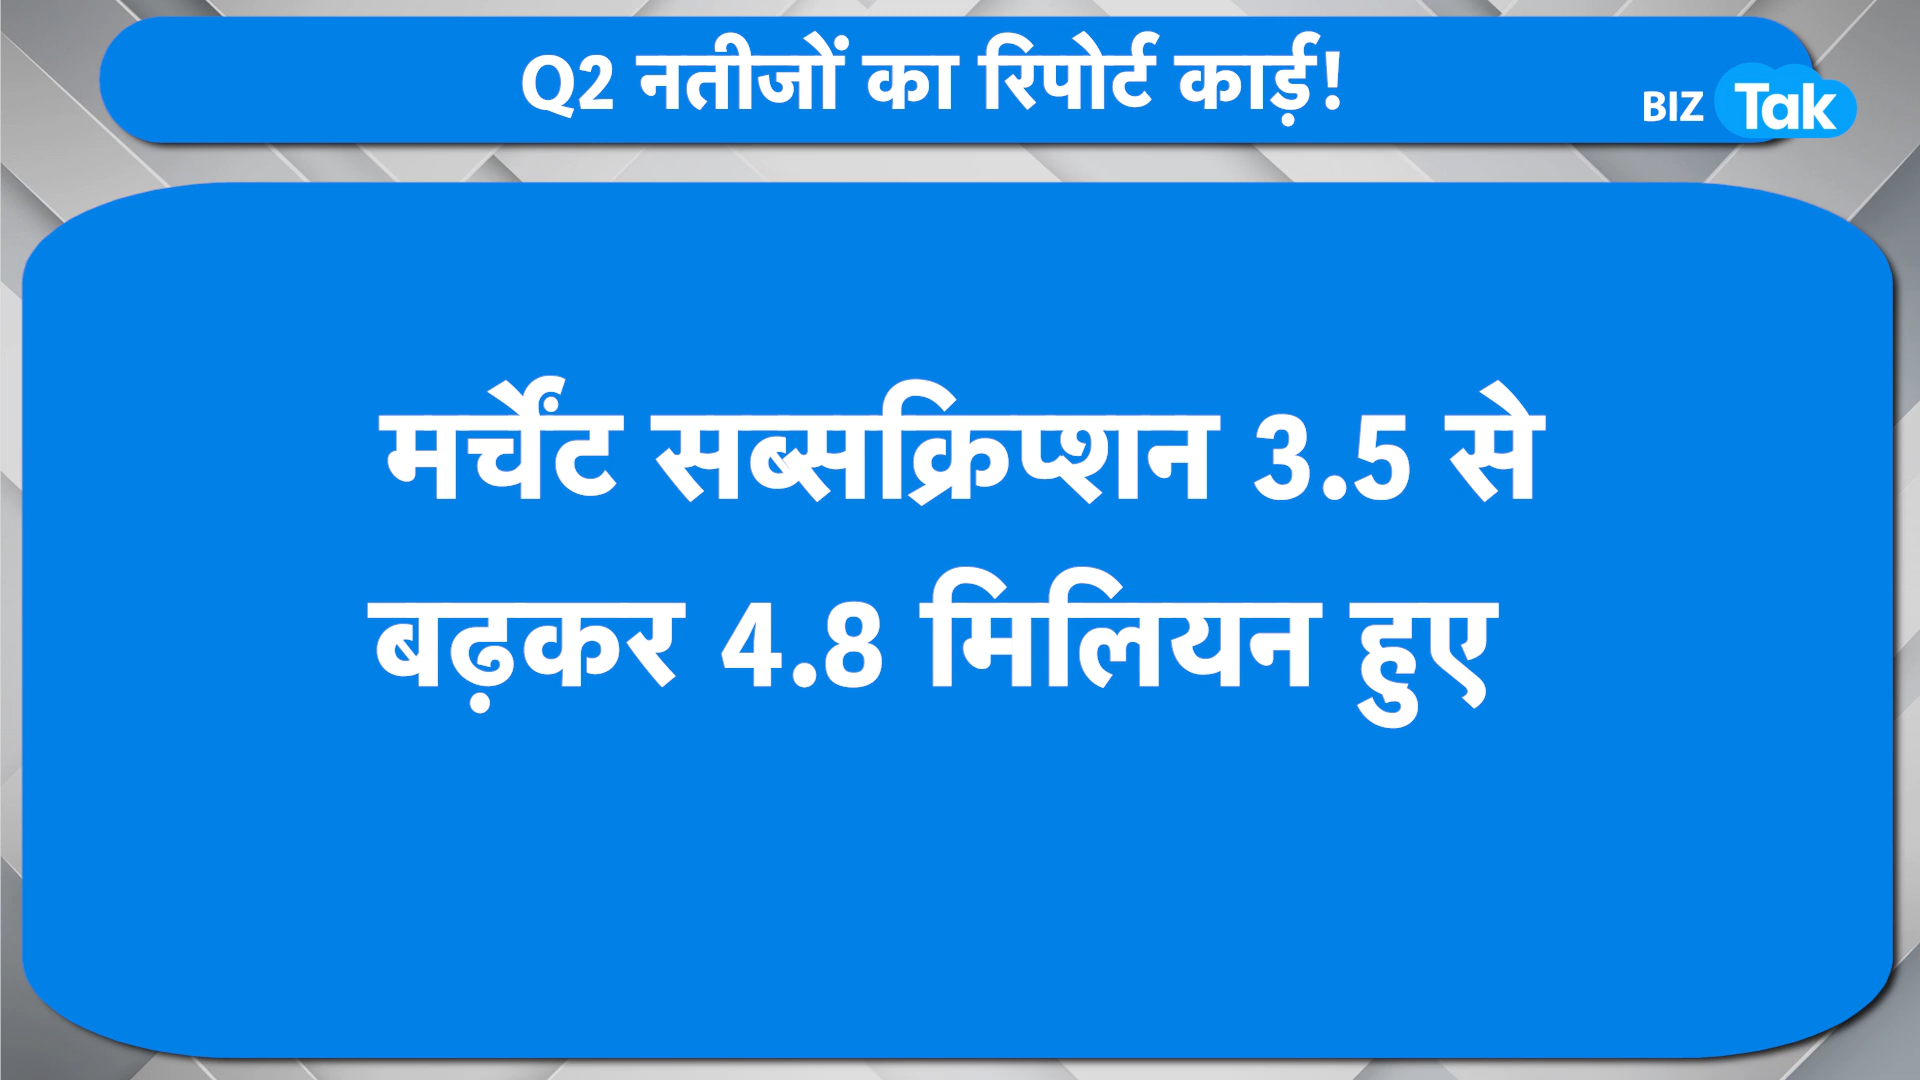 Q2 नतीजों का रिपोर्ट कार्ड़!
BIZ Tak
मर्चेंट सब्सक्रिप्शन 3.5 से
बढ़कर 4.8 मिलियन हुए